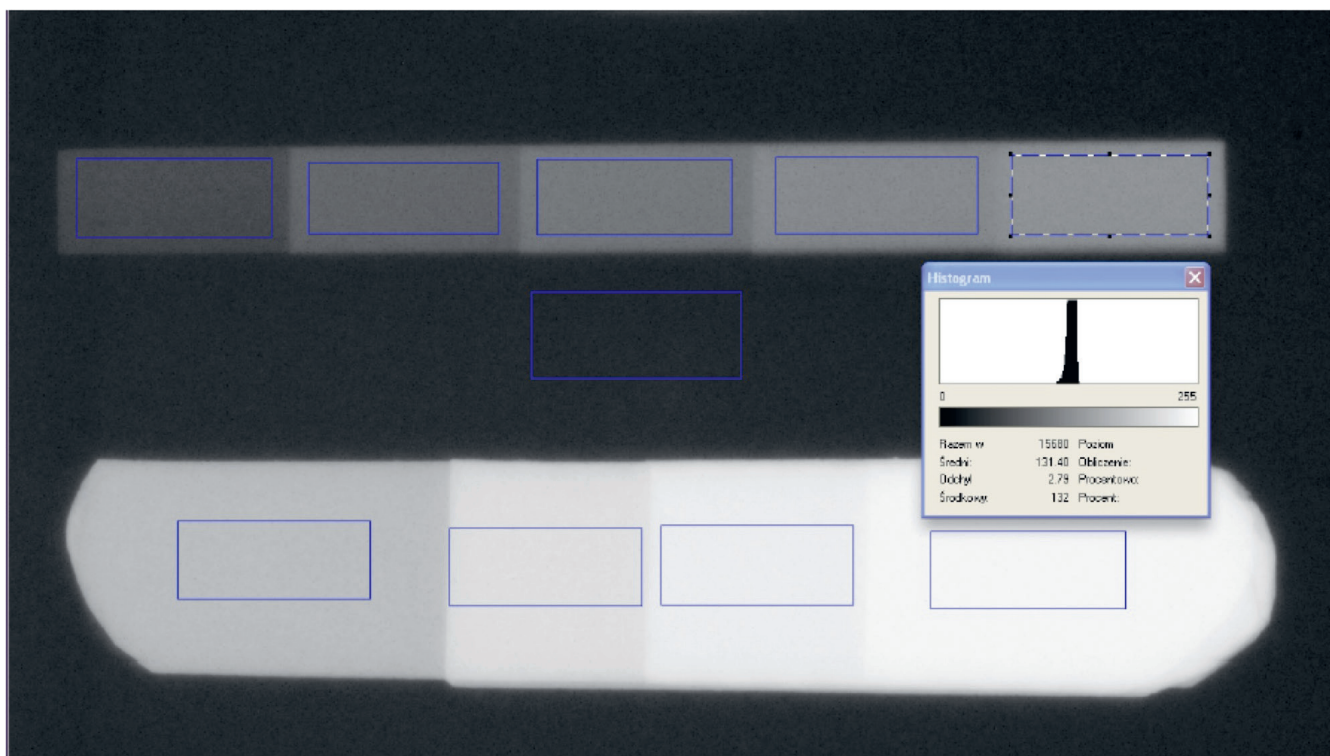 Histogram
0 255
Razem w 15680 Poziom
Średni: 131.40 Obliczenie:
Odchyl 2.79 Procentowo:
Środkowy: 132 Procent: